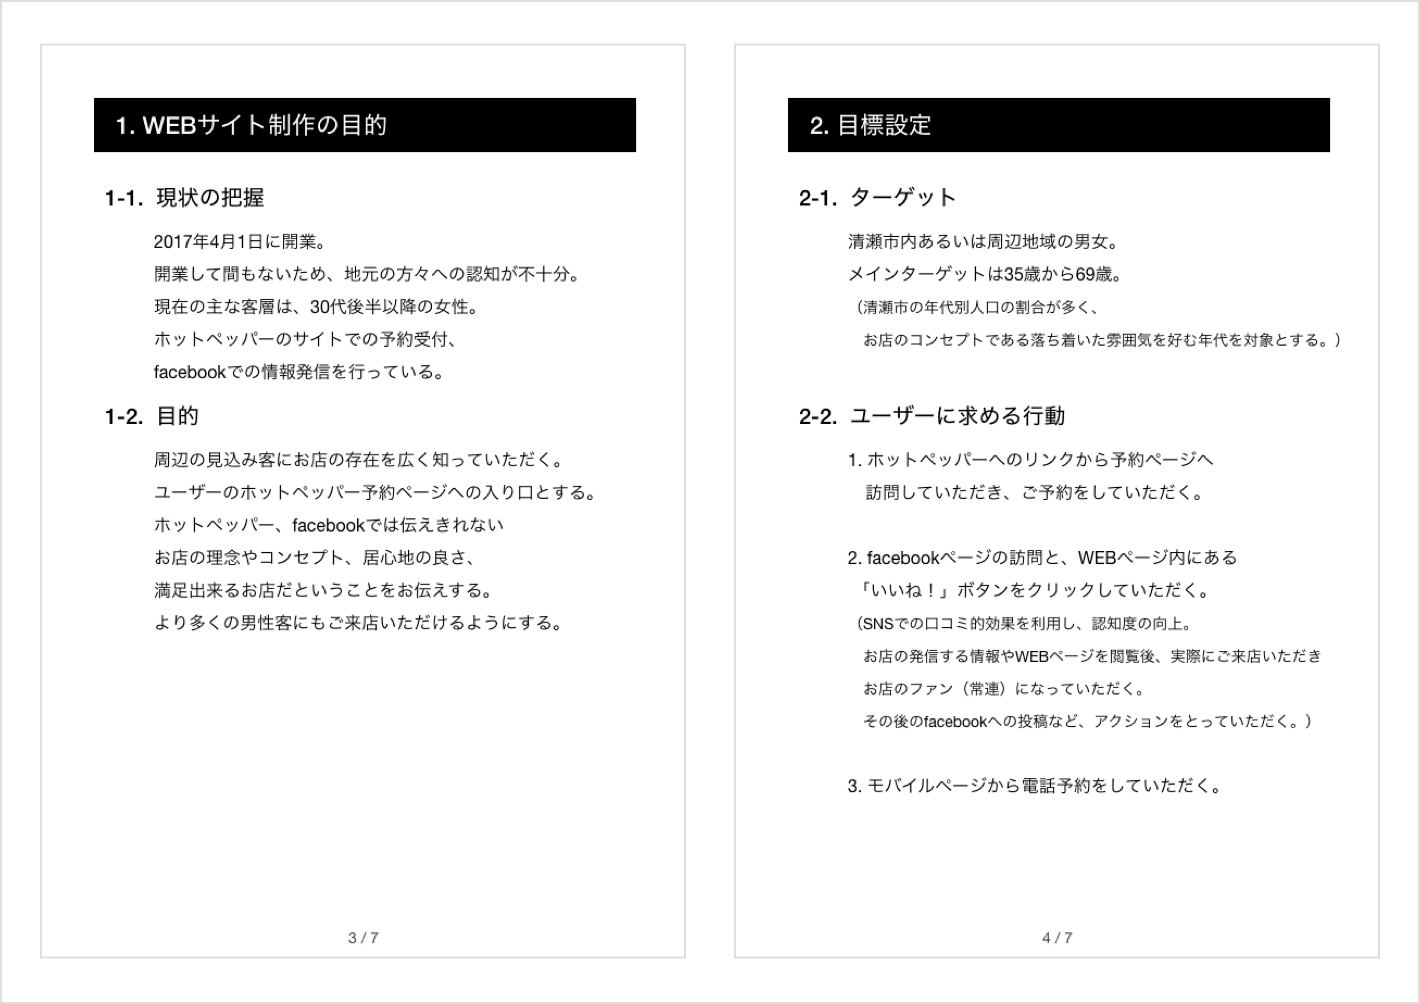 1. WEBサイト制作の目的
1-1. 現状の把握
2017年4月1日に開業。
開業して間もないため、地元の方々への認知が不十分。
現在の主な客層は、30代後半以降の女性。
ホットペッパーのサイトでの予約受付、
facebookでの情報発信を行っている。
1-2. 目的
周辺の見込み客にお店の存在を広く知っていただく。
ユーザーのホットペッパー予約ページへの入り口とする。
ホットペッパー、facebookでは伝えきれない
お店の理念やコンセプト、居心地の良さ、
満足出来るお店だということをお伝えする。
より多くの男性客にもご来店いただけるようにする。
3 / 7
2. 目標設定
2-1. ターゲット
清瀬市内あるいは周辺地域の男女。
メインターゲットは35歳から69歳。
（清瀬市の年代別人口の割合が多く、
お店のコンセプトである落ち着いた雰囲気を好む年代を対象とする。）
2-2. ユーザーに求める行動
1. ホットペッパーへのリンクから予約ページへ
訪問していただき、ご予約をしていただく。
2. facebookページの訪問と、WEBページ内にある
「いいね！」ボタンをクリックしていただく。
（SNSでの口コミ的効果を利用し、認知度の向上。
お店の発信する情報やWEBページを閲覧後、実際にご来店いただき
お店のファン（常連）になっていただく。
その後のfacebookへの投稿など、アクションをとっていただく。）
3. モバイルページから電話予約をしていただく。
4 / 7